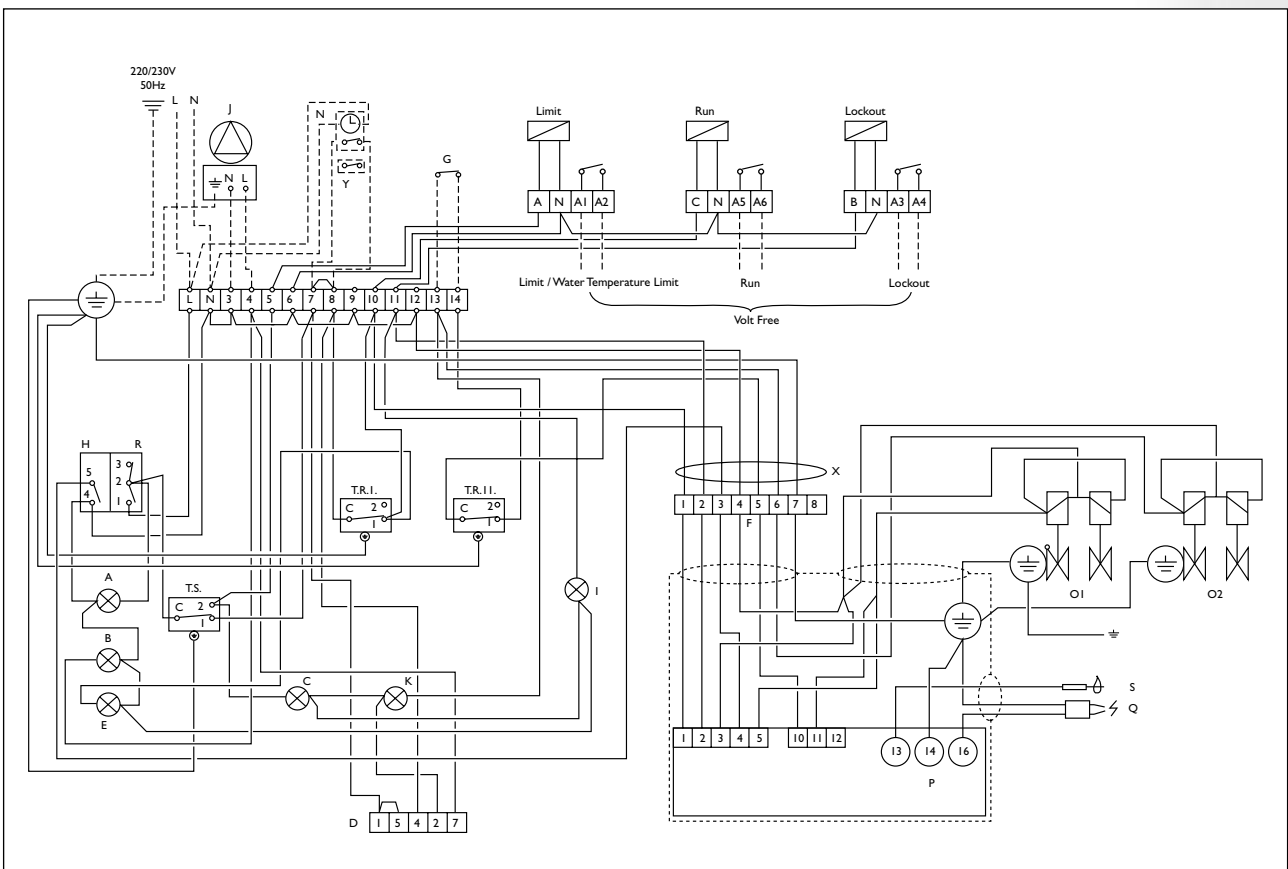 220/230V
50Hz
L N
J
N L
N
Y
G
Limit
Run
Lockout
A N A1 A2
C N A5 A6
B N A3 A4
Limit / Water Temperature Limit
Run
Lockout
Volt Free
L N 3 4 5 6 7 8 9 10 11 12 13 14
H R
5 3
2
4 1
T.R.1.
C 2
1
T.R.11.
C 2
1
X
1 2 3 4 5 6 7 8
F
A
T.S.
C 2
1
I
B
O1
O2
C
K
E
S
Q
1 2 3 4 5
10 11 12
13 14 16
P
D 1 5 4 2 7